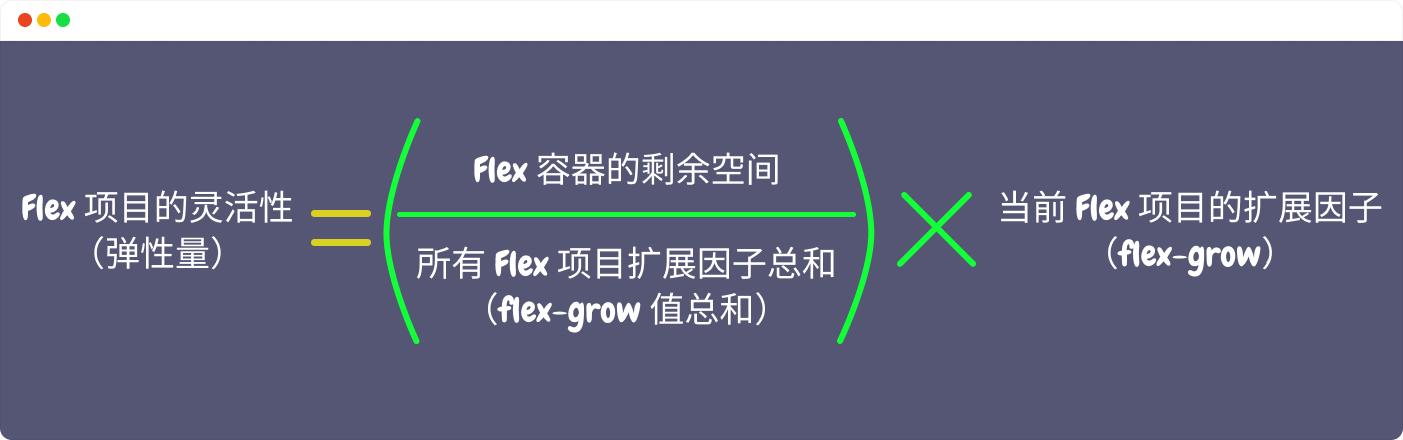 Flex 项目的灵活性
（弹性量）
=
Flex 容器的剩余空间
所有 Flex 项目扩展因子总和
（flex-grow 值总和）
×
当前 Flex 项目的扩展因子
（flex-grow）